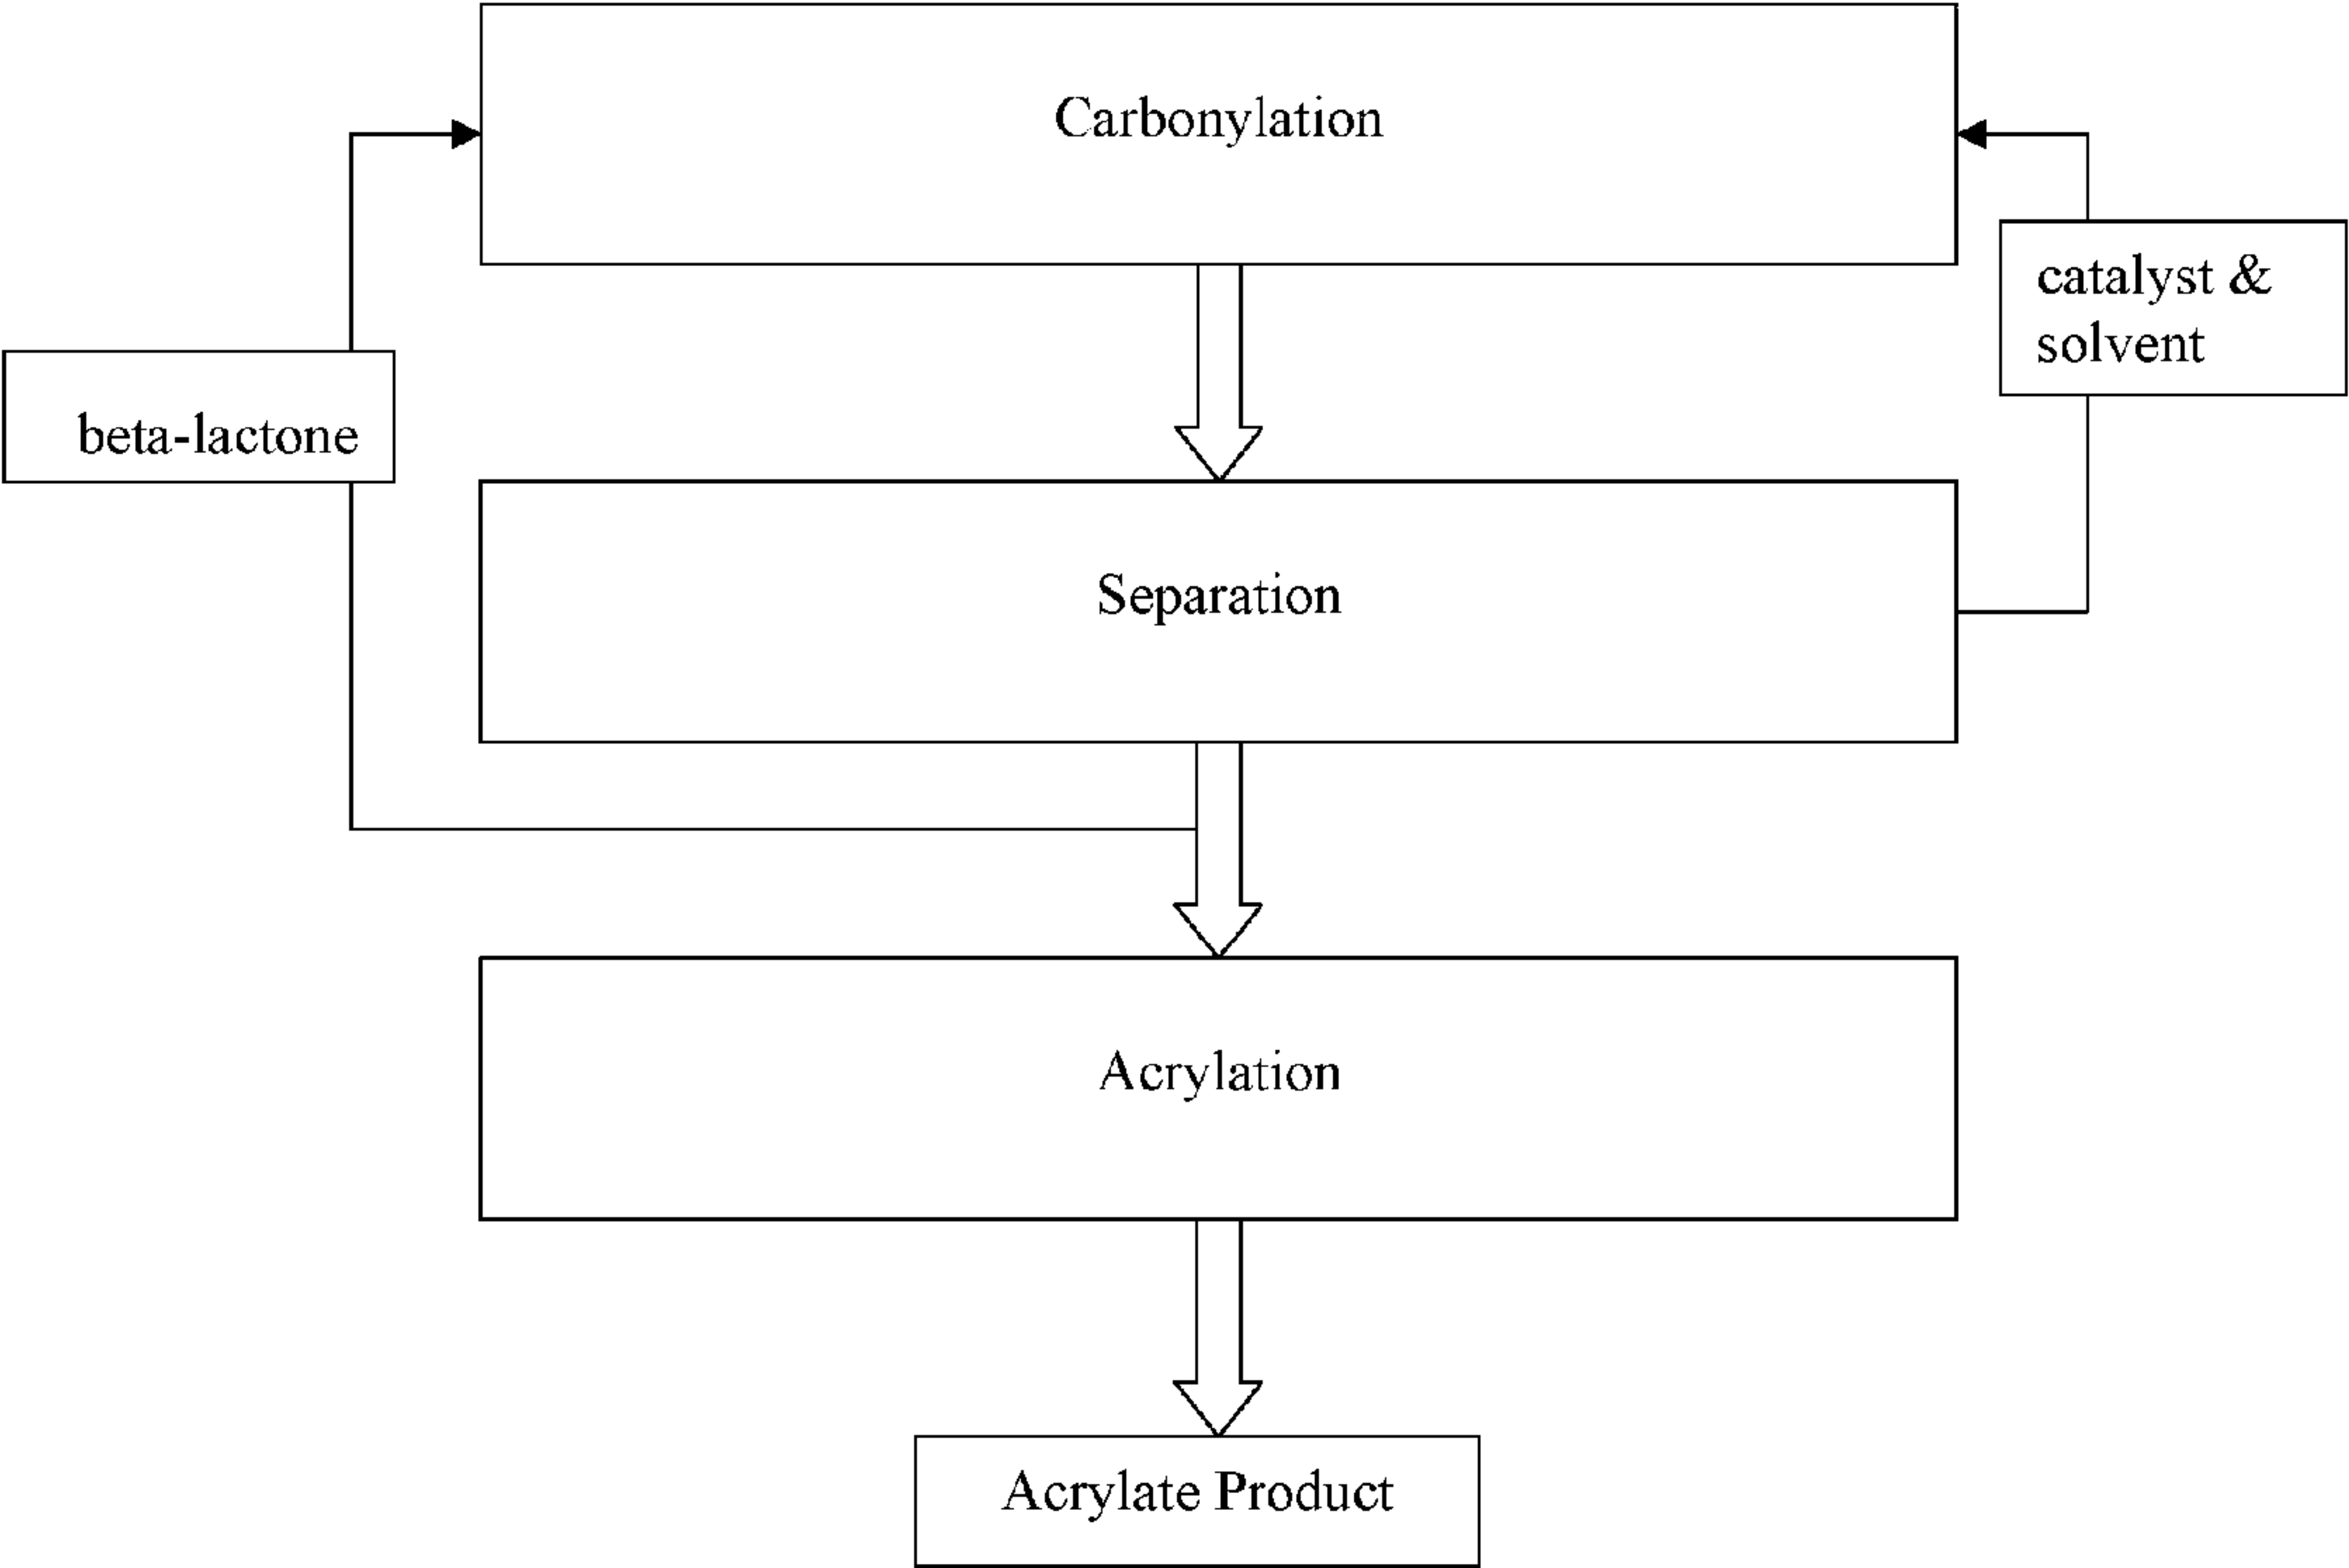 Carbonylation
catalyst &
solvent
beta-lactone
Separation
Acrylation
Acrylate Product